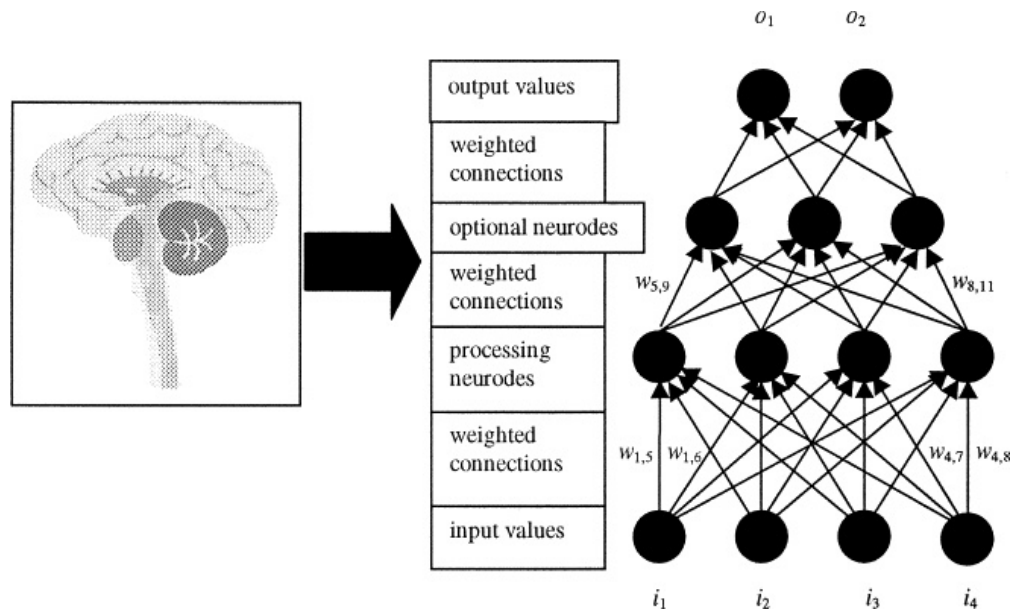 o1 o2
output values
weighted
connections
optional neurodes
weighted
connections
w5,9 w8,11
processing
neurodes
weighted
connections
w1,5 w1,6 w4,7 w4,8
input values
i1 i2 i3 i4